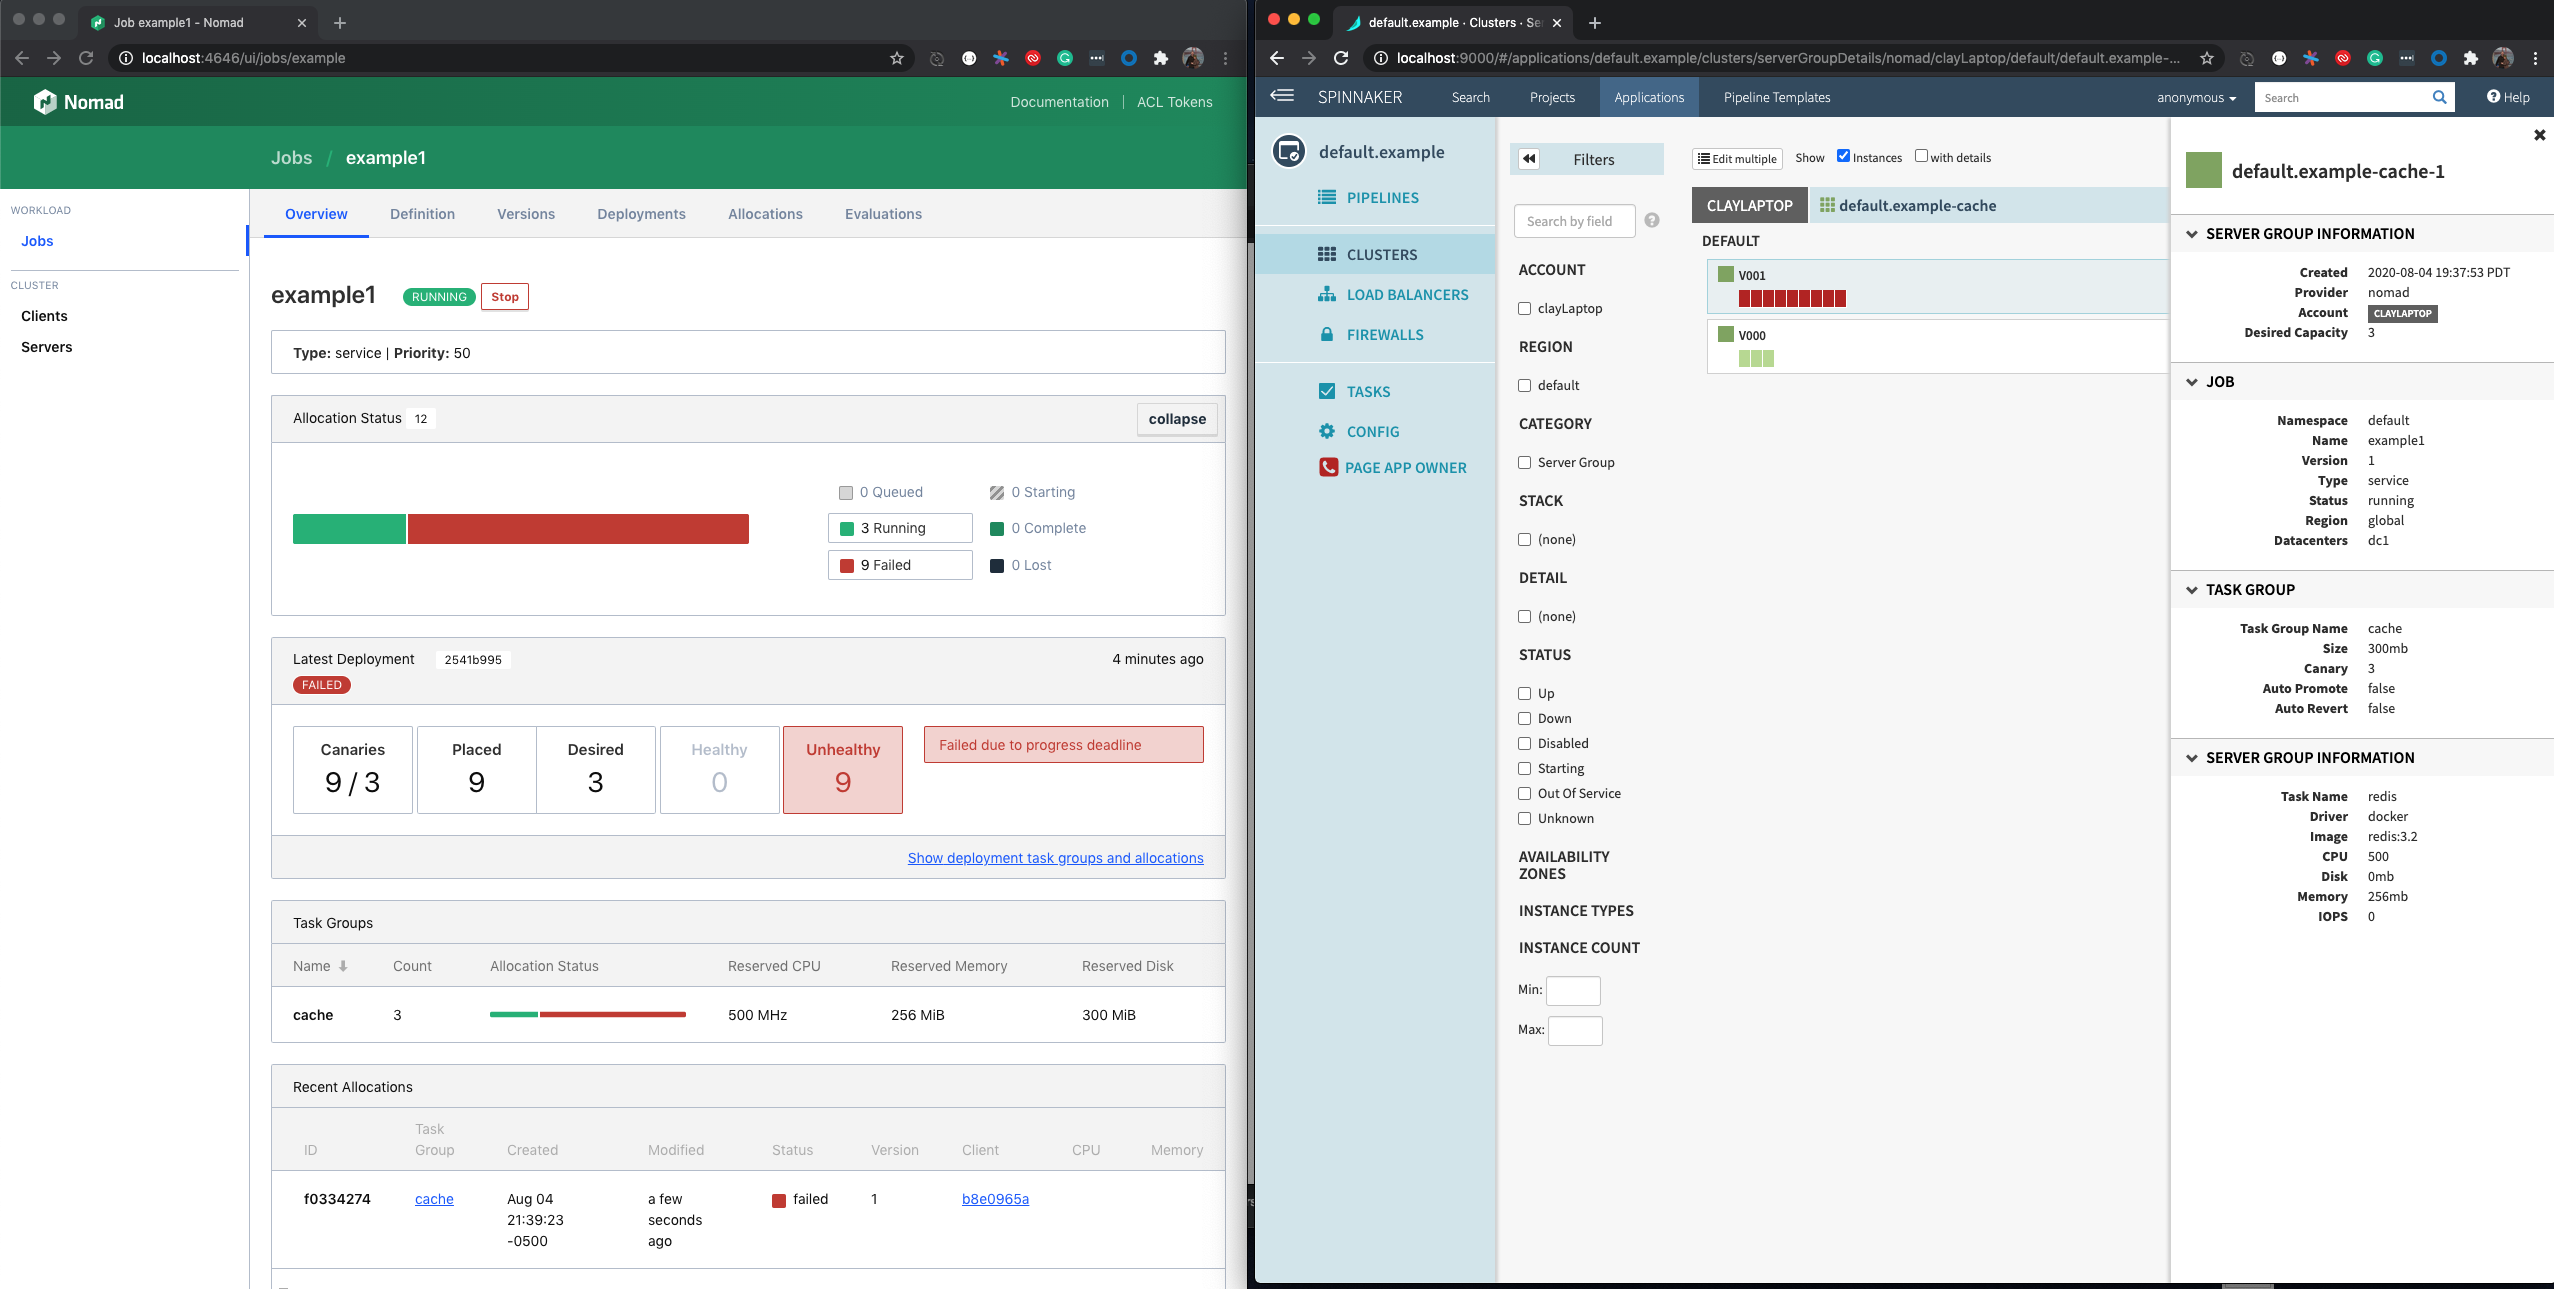 Job example1 - Nomad
localhost:4646/ui/jobs/example
Nomad
Documentation | ACL Tokens
Jobs / example1
WORKLOAD
Jobs
CLUSTER
Clients
Servers
Overview Definition Versions Deployments Allocations Evaluations
example1 RUNNING Stop
Type: service | Priority: 50
Allocation Status 12 collapse
0 Queued 0 Starting
3 Running 0 Complete
9 Failed 0 Lost
Latest Deployment 2541b995 4 minutes ago
FAILED
Canaries Placed Desired Healthy Unhealthy Failed due to progress deadline
9 / 3 9 3 0 9
Show deployment task groups and allocations
Task Groups
Name Count Allocation Status Reserved CPU Reserved Memory Reserved Disk
cache 3 500 MHz 256 MiB 300 MiB
Recent Allocations
ID Task Group Created Modified Status Version Client CPU Memory
f0334274 cache Aug 04 a few failed 1 b8e0965a
21:39:23 seconds
-0500 ago
default.example · Clusters · Se
localhost:9000/#/applications/default.example/clusters/serverGroupDetails/nomad/clayLaptop/default/default.example-...
SPINNAKER Search Projects Applications Pipeline Templates anonymous Search Help
default.example
PIPELINES
CLUSTERS
LOAD BALANCERS
FIREWALLS
TASKS
CONFIG
PAGE APP OWNER
Filters
Search by field
ACCOUNT
clayLaptop
REGION
default
CATEGORY
Server Group
STACK
(none)
DETAIL
(none)
STATUS
Up
Down
Disabled
Starting
Out Of Service
Unknown
AVAILABILITY
ZONES
INSTANCE TYPES
INSTANCE COUNT
Min:
Max:
Edit multiple Show Instances with details
CLAYLAPTOP default.example-cache
DEFAULT
V001
V000
default.example-cache-1
SERVER GROUP INFORMATION
Created 2020-08-04 19:37:53 PDT
Provider nomad
Account CLAYLAPTOP
Desired Capacity 3
JOB
Namespace default
Name example1
Version 1
Type service
Status running
Region global
Datacenters dc1
TASK GROUP
Task Group Name cache
Size 300mb
Canary 3
Auto Promote false
Auto Revert false
SERVER GROUP INFORMATION
Task Name redis
Driver docker
Image redis:3.2
CPU 500
Disk 0mb
Memory 256mb
IOPS 0